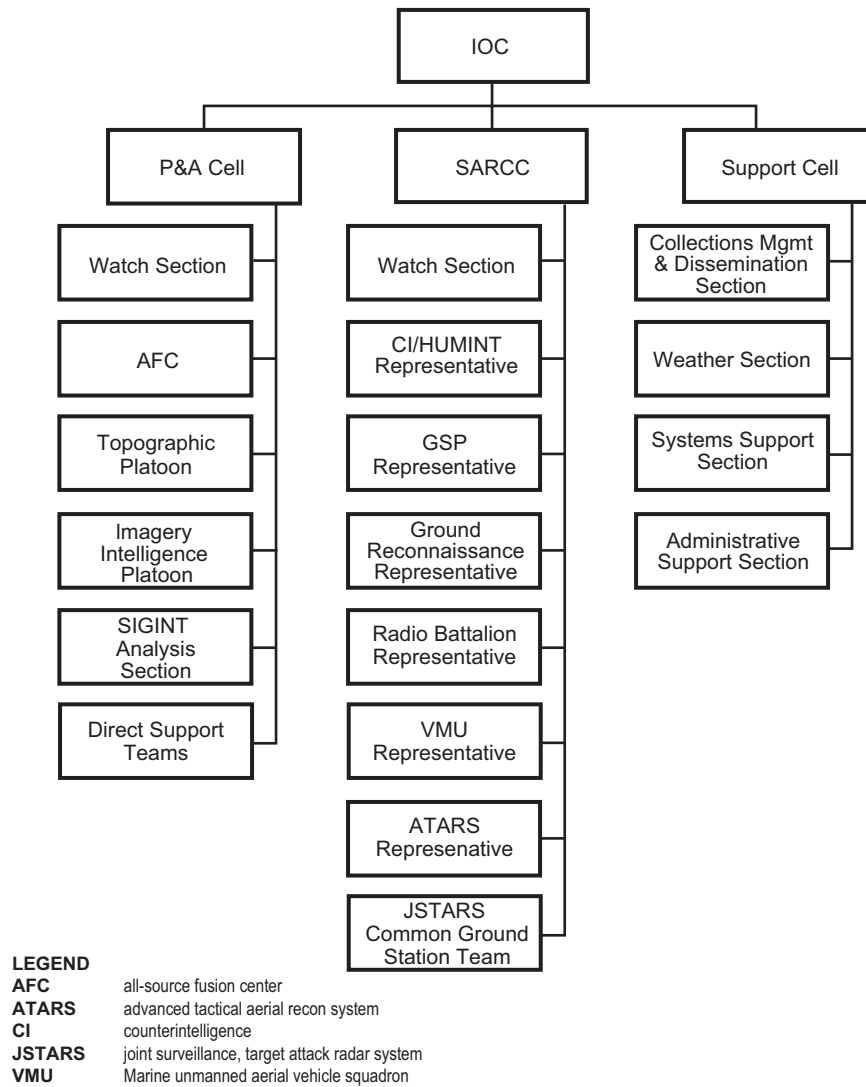 IOC
P&A Cell
SARCC
Support Cell
Watch Section
AFC
Topographic
Platoon
Imagery
Intelligence
Platoon
SIGINT
Analysis
Section
Direct Support
Teams
Watch Section
CI/HUMINT
Representative
GSP
Representative
Ground
Reconnaissance
Representative
Radio Battalion
Representative
VMU
Representative
ATARS
Represenative
JSTARS
Common Ground
Station Team
Collections Mgmt
& Dissemination
Section
Weather Section
Systems Support
Section
Administrative
Support Section
LEGEND
AFC all-source fusion center
ATARS advanced tactical aerial recon system
CI counterintelligence
JSTARS joint surveillance, target attack radar system
VMU Marine unmanned aerial vehicle squadron